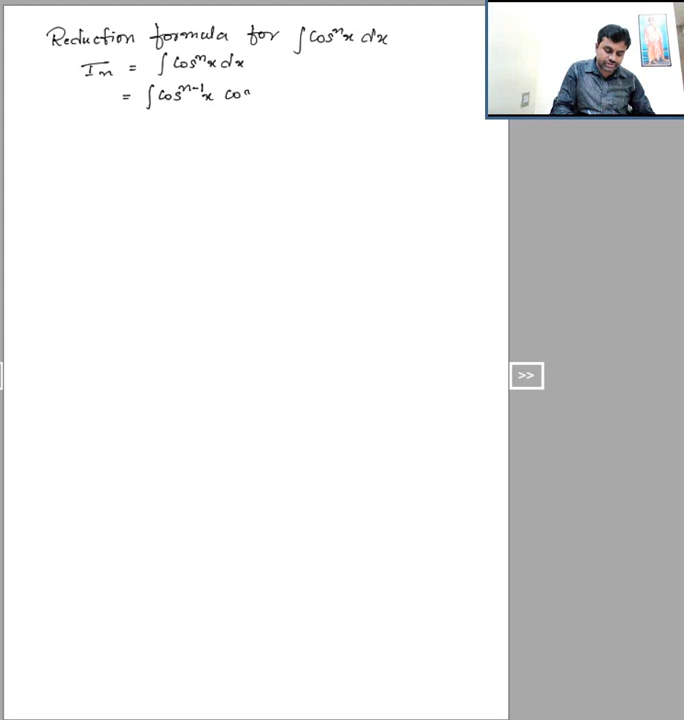 Reduction formula for ∫cosⁿx dx
Iₙ = ∫cosⁿx dx
= ∫cosⁿ⁻¹x cos
>>